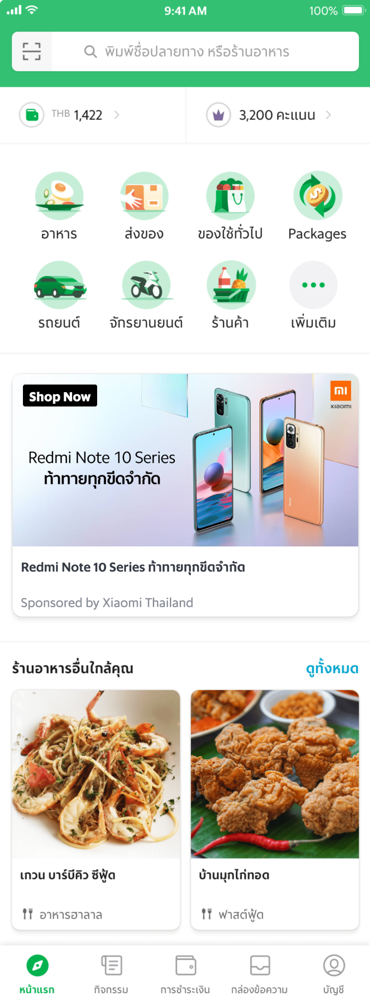 9:41 AM
100%
พิมพ์ชื่อปลายทาง หรือร้านอาหาร
THB 1,422
3,200 คะแนน
อาหาร
ส่งของ
ของใช้ทั่วไป
Packages
รถยนต์
จักรยานยนต์
ร้านค้า
เพิ่มเติม
Shop Now
xiaomi
Redmi Note 10 Series
ท้าทายทุกขีดจำกัด
Redmi
Redmi Note 10 Series ท้าทายทุกขีดจำกัด
Sponsored by Xiaomi Thailand
ร้านอาหารอื่นใกล้คุณ
ดูทั้งหมด
เกวน บาร์บีคิว ซีฟู้ด
อาหารฮาลาล
บ้านมุกไก่ทอด
ฟาสต์ฟู้ด
หน้าแรก
กิจกรรม
การชำระเงิน
กล่องข้อความ
บัญชี